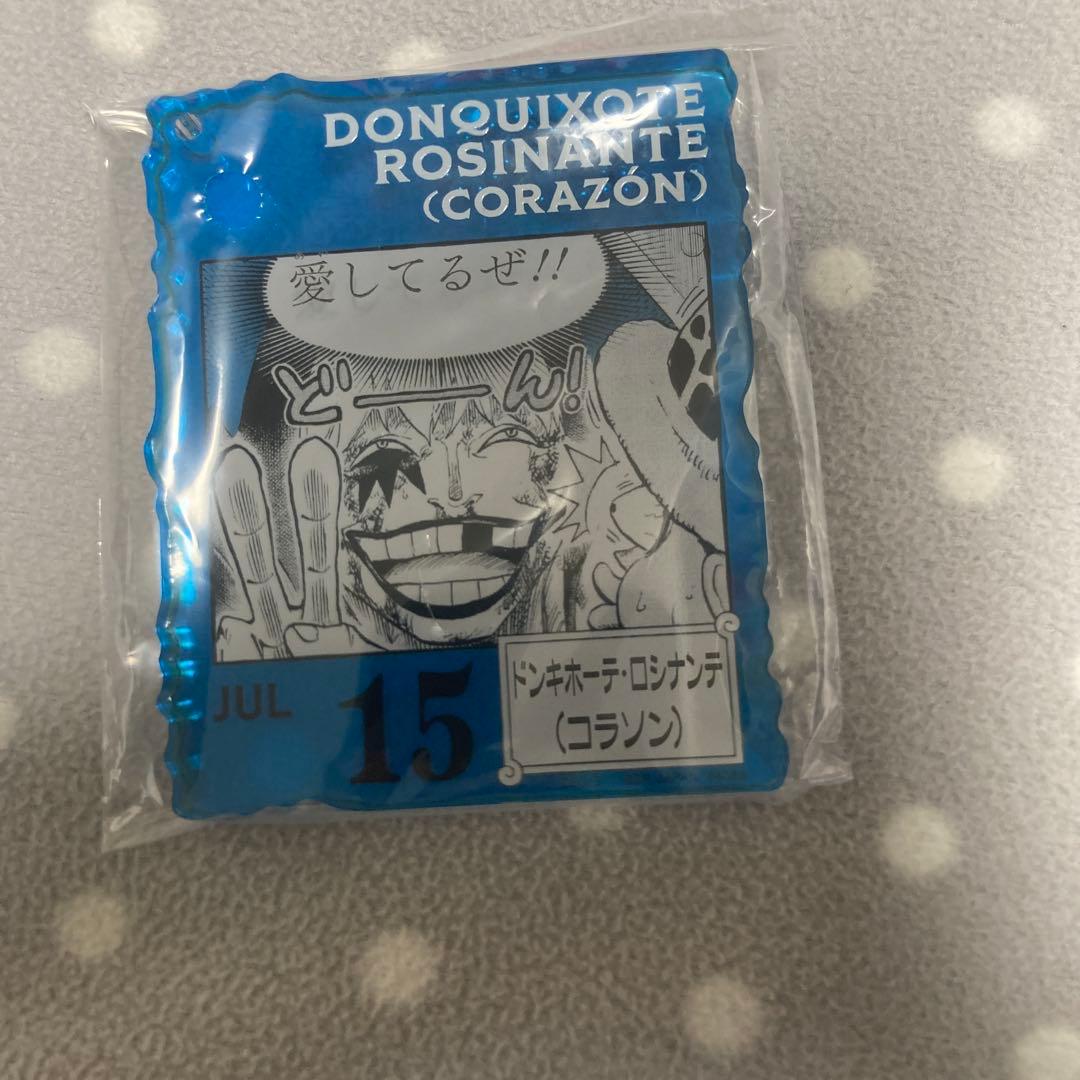 DONQUIXOTE
ROSINANTE
(CORAZÓN)
愛してるぜ!!
どーん!
JUL
15
ドンキホーテ・ロシナンテ
(コラソン)